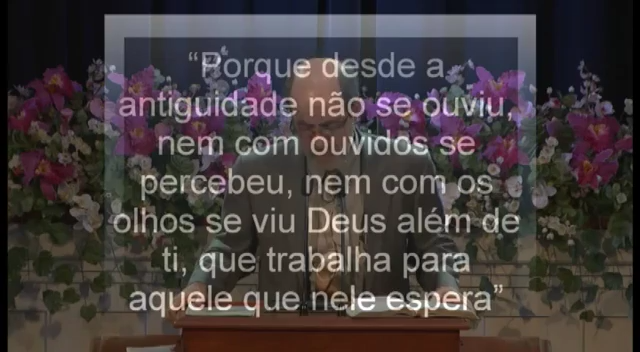 “Porque desde a
antiguidade não se ouviu,
nem com ouvidos se
percebeu, nem com os
olhos se viu Deus além de
ti, que trabalha para
aquele que nele espera”